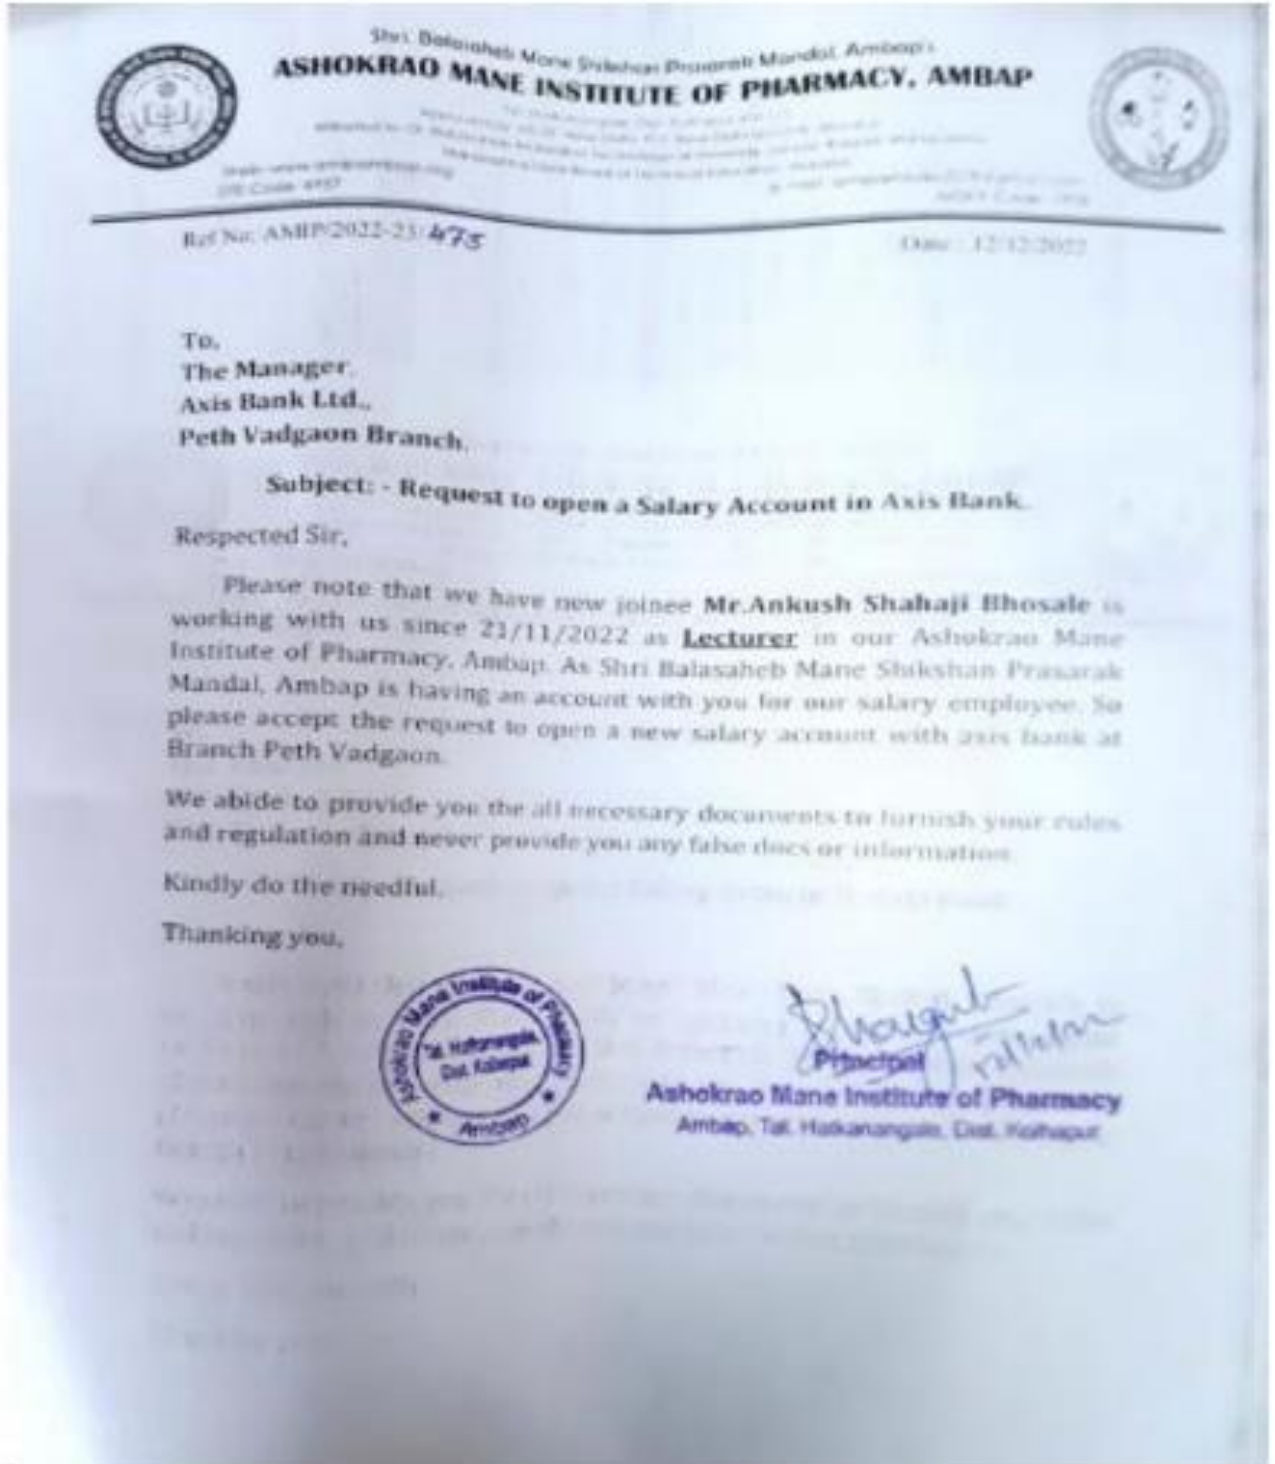 Shri. Balasaheb Mane Shikshan Prasarak Mandal, Ambap's
ASHOKRAO MANE INSTITUTE OF PHARMACY, AMBAP
Ref No: AMIP/2022-23/475
Date : 12/12/2022
To,
The Manager,
Axis Bank Ltd.,
Peth Vadgaon Branch.
Subject: - Request to open a Salary Account in Axis Bank.
Respected Sir,
Please note that we have new joinee Mr.Ankush Shahaji Bhosale is
working with us since 21/11/2022 as Lecturer in our Ashokrao Mane
Institute of Pharmacy, Ambap. As Shri Balasaheb Mane Shikshan Prasarak
Mandal, Ambap is having an account with you for our salary employee. So
please accept the request to open a new salary account with axis bank at
Branch Peth Vadgaon.
We abide to provide you the all necessary documents to furnish your rules
and regulation and never provide you any false docs or information.
Kindly do the needful.
Thanking you,
Ashokrao Mane Institute of Pharmacy
Tal. Hatkanangale,
Dist. Kolhapur
Ambap
Principal
Ashokrao Mane Institute of Pharmacy
Ambap, Tal. Hatkanangale, Dist. Kolhapur